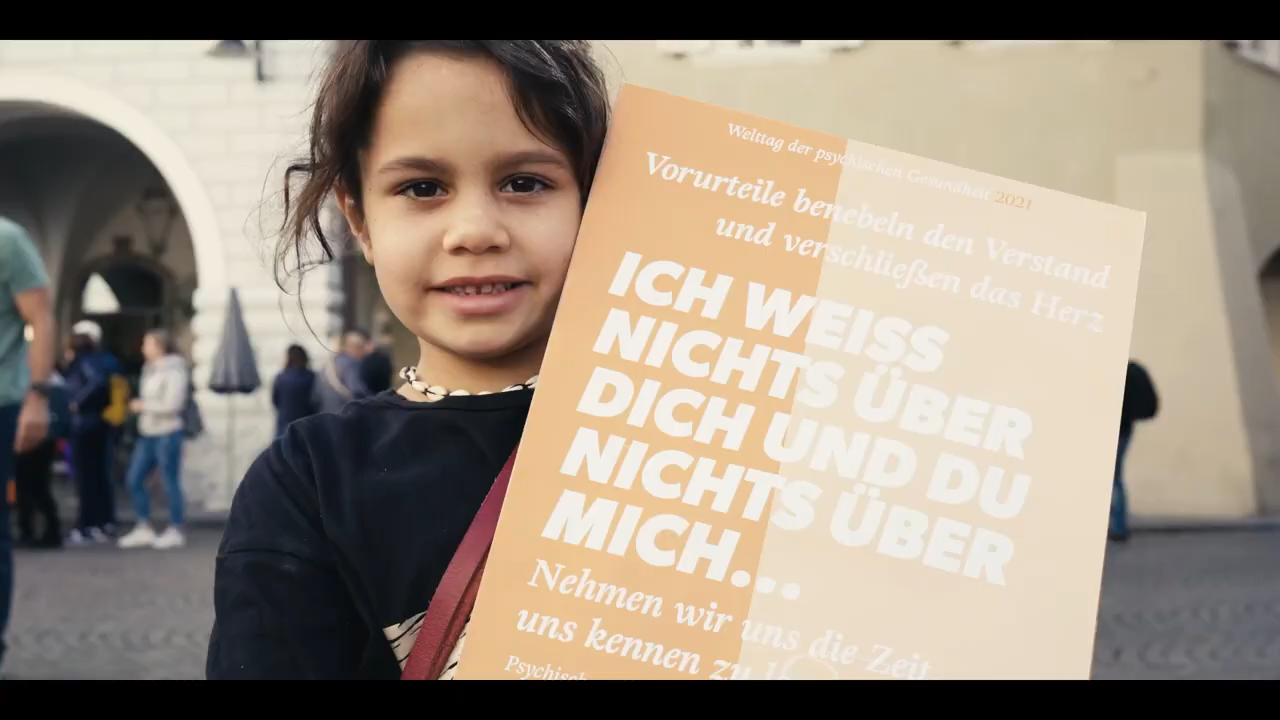 Welttag der psychischen Gesundheit 2021
Vorurteile benebeln den Verstand
und verschließen das Herz
ICH WEISS
NICHTS ÜBER
DICH UND DU
NICHTS ÜBER
MICH...
Nehmen wir uns die Zeit
uns kennen zu